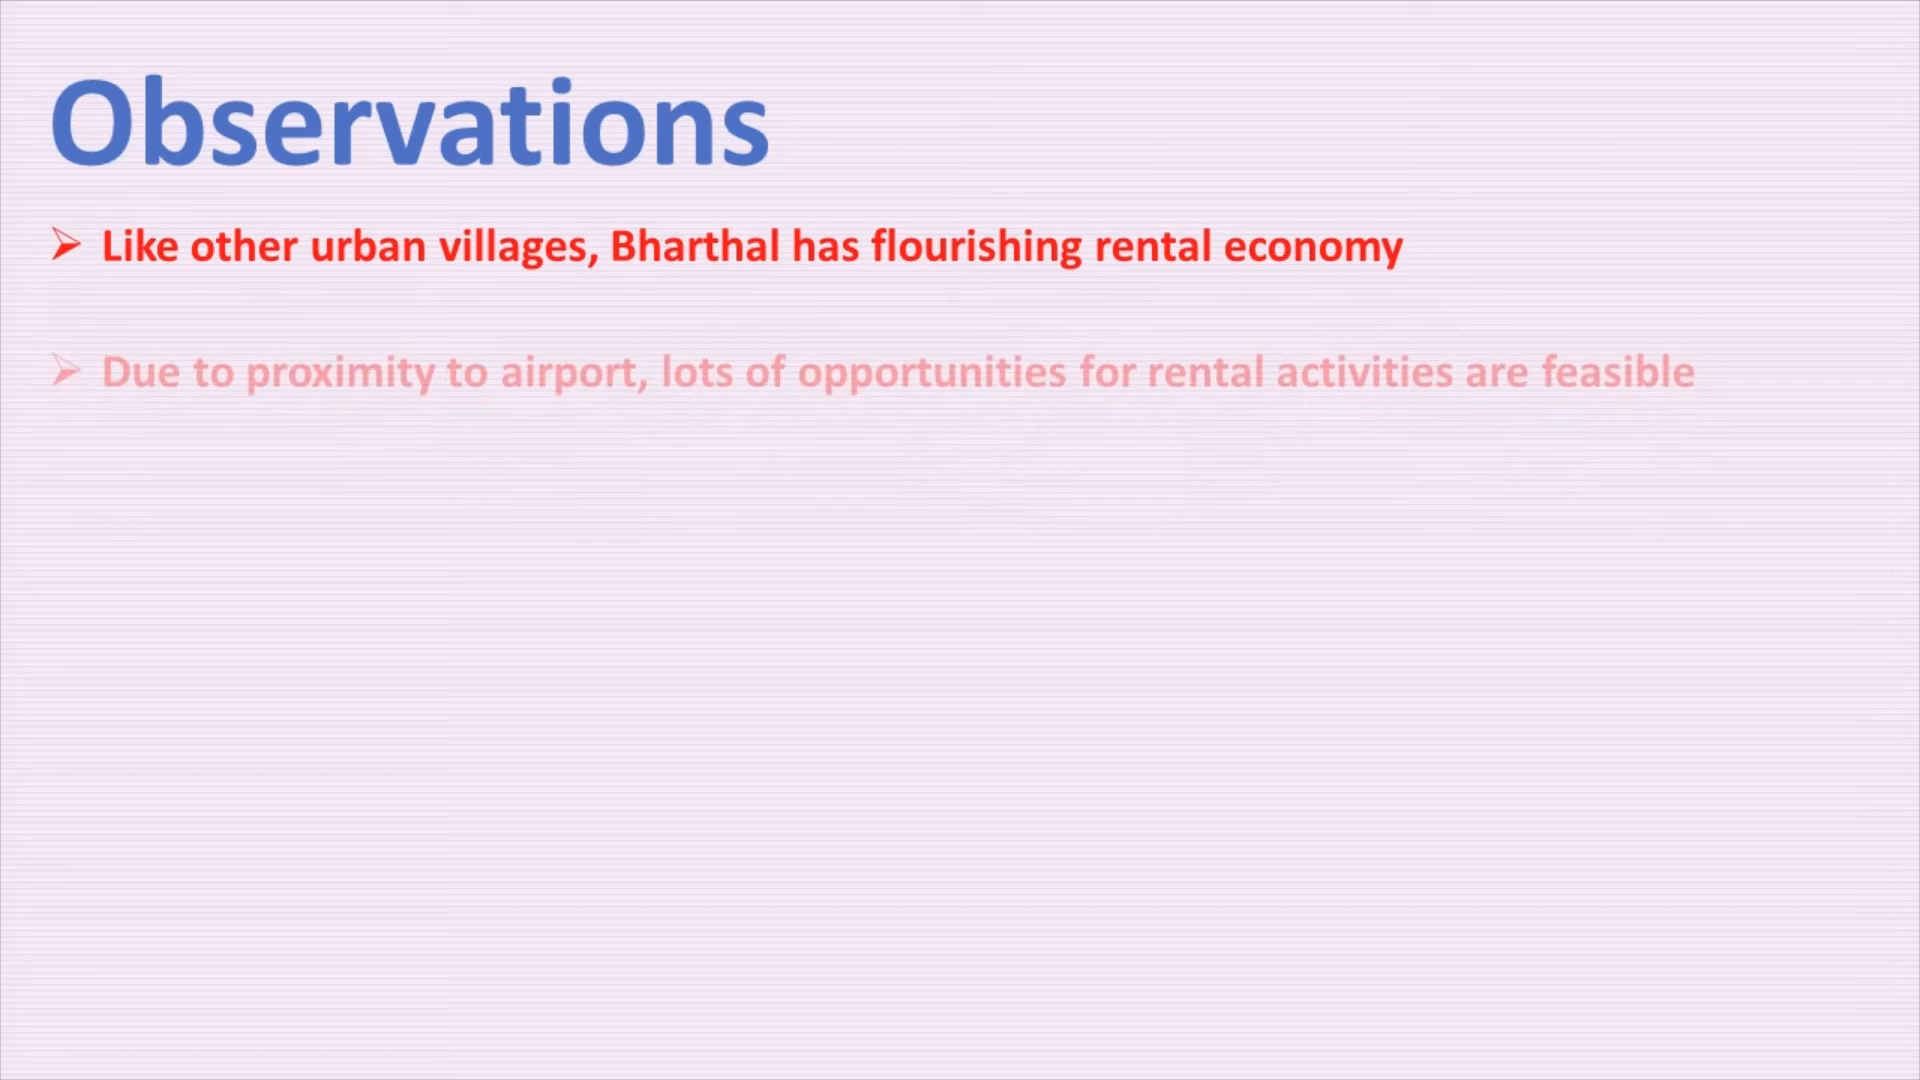 Observations
➢ Like other urban villages, Bharthal has flourishing rental economy
➢ Due to proximity to airport, lots of opportunities for rental activities are feasible